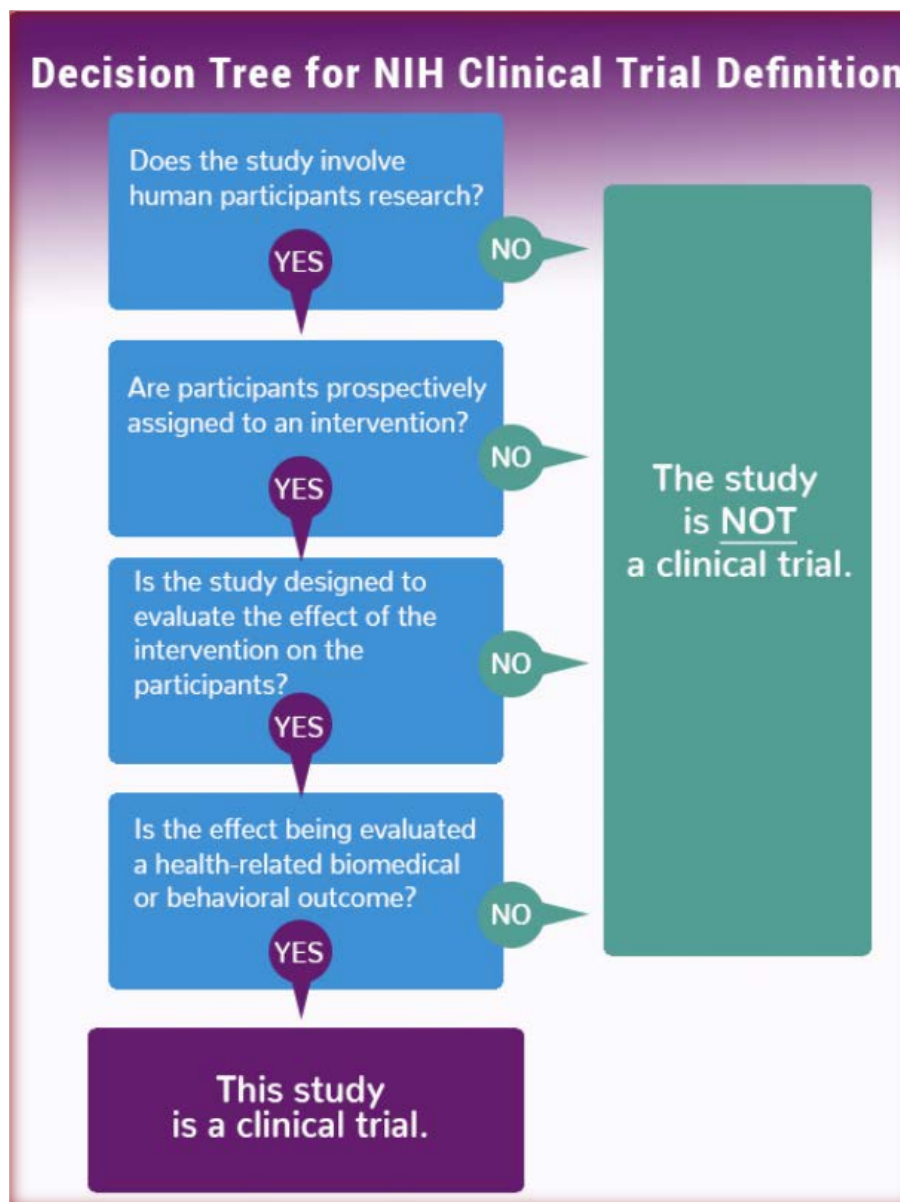 Decision Tree for NIH Clinical Trial Definition
Does the study involve
human participants research?
YES
NO
Are participants prospectively
assigned to an intervention?
YES
NO
Is the study designed to
evaluate the effect of the
intervention on the
participants?
YES
NO
Is the effect being evaluated
a health-related biomedical
or behavioral outcome?
YES
NO
The study
is NOT
a clinical trial.
This study
is a clinical trial.